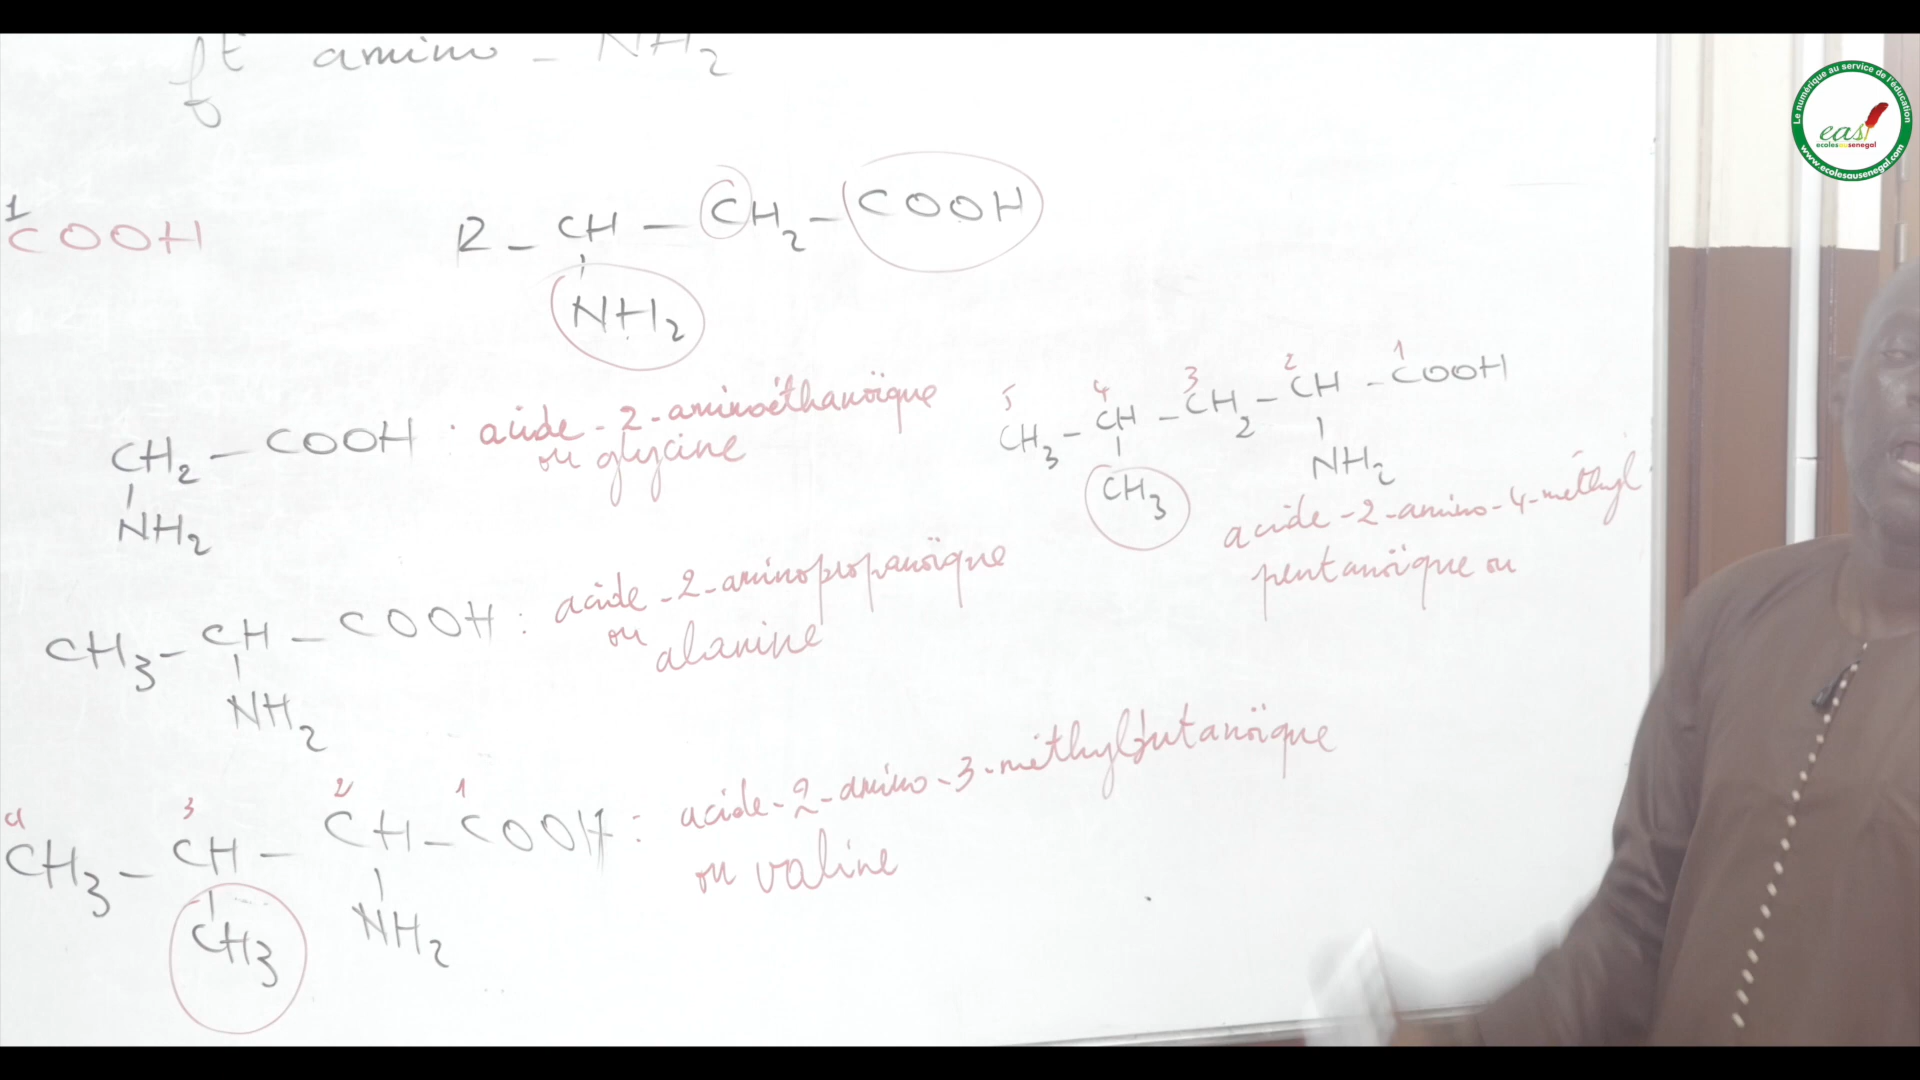 ft amino - NH2
1
COOH
R - CH - CH2 - COOH
NH2
CH2 - COOH : acide - 2 - aminoéthanoïque
ou glycine
NH2
5 4 3 2 1
CH3 - CH - CH2 - CH - COOH
CH3 NH2
acide - 2 - amino - 4 - méthyl
pentanoïque ou
CH3 - CH - COOH : acide - 2 - aminopropanoïque
ou alanine
NH2
4 3 2 1
CH3 - CH - CH - COOH : acide - 2 - amino - 3 - méthylbutanoïque
ou valine
CH3 NH2
Le numérique au service de l'éducation
easi
ecolesausenegal
www.ecolesausenegal.com